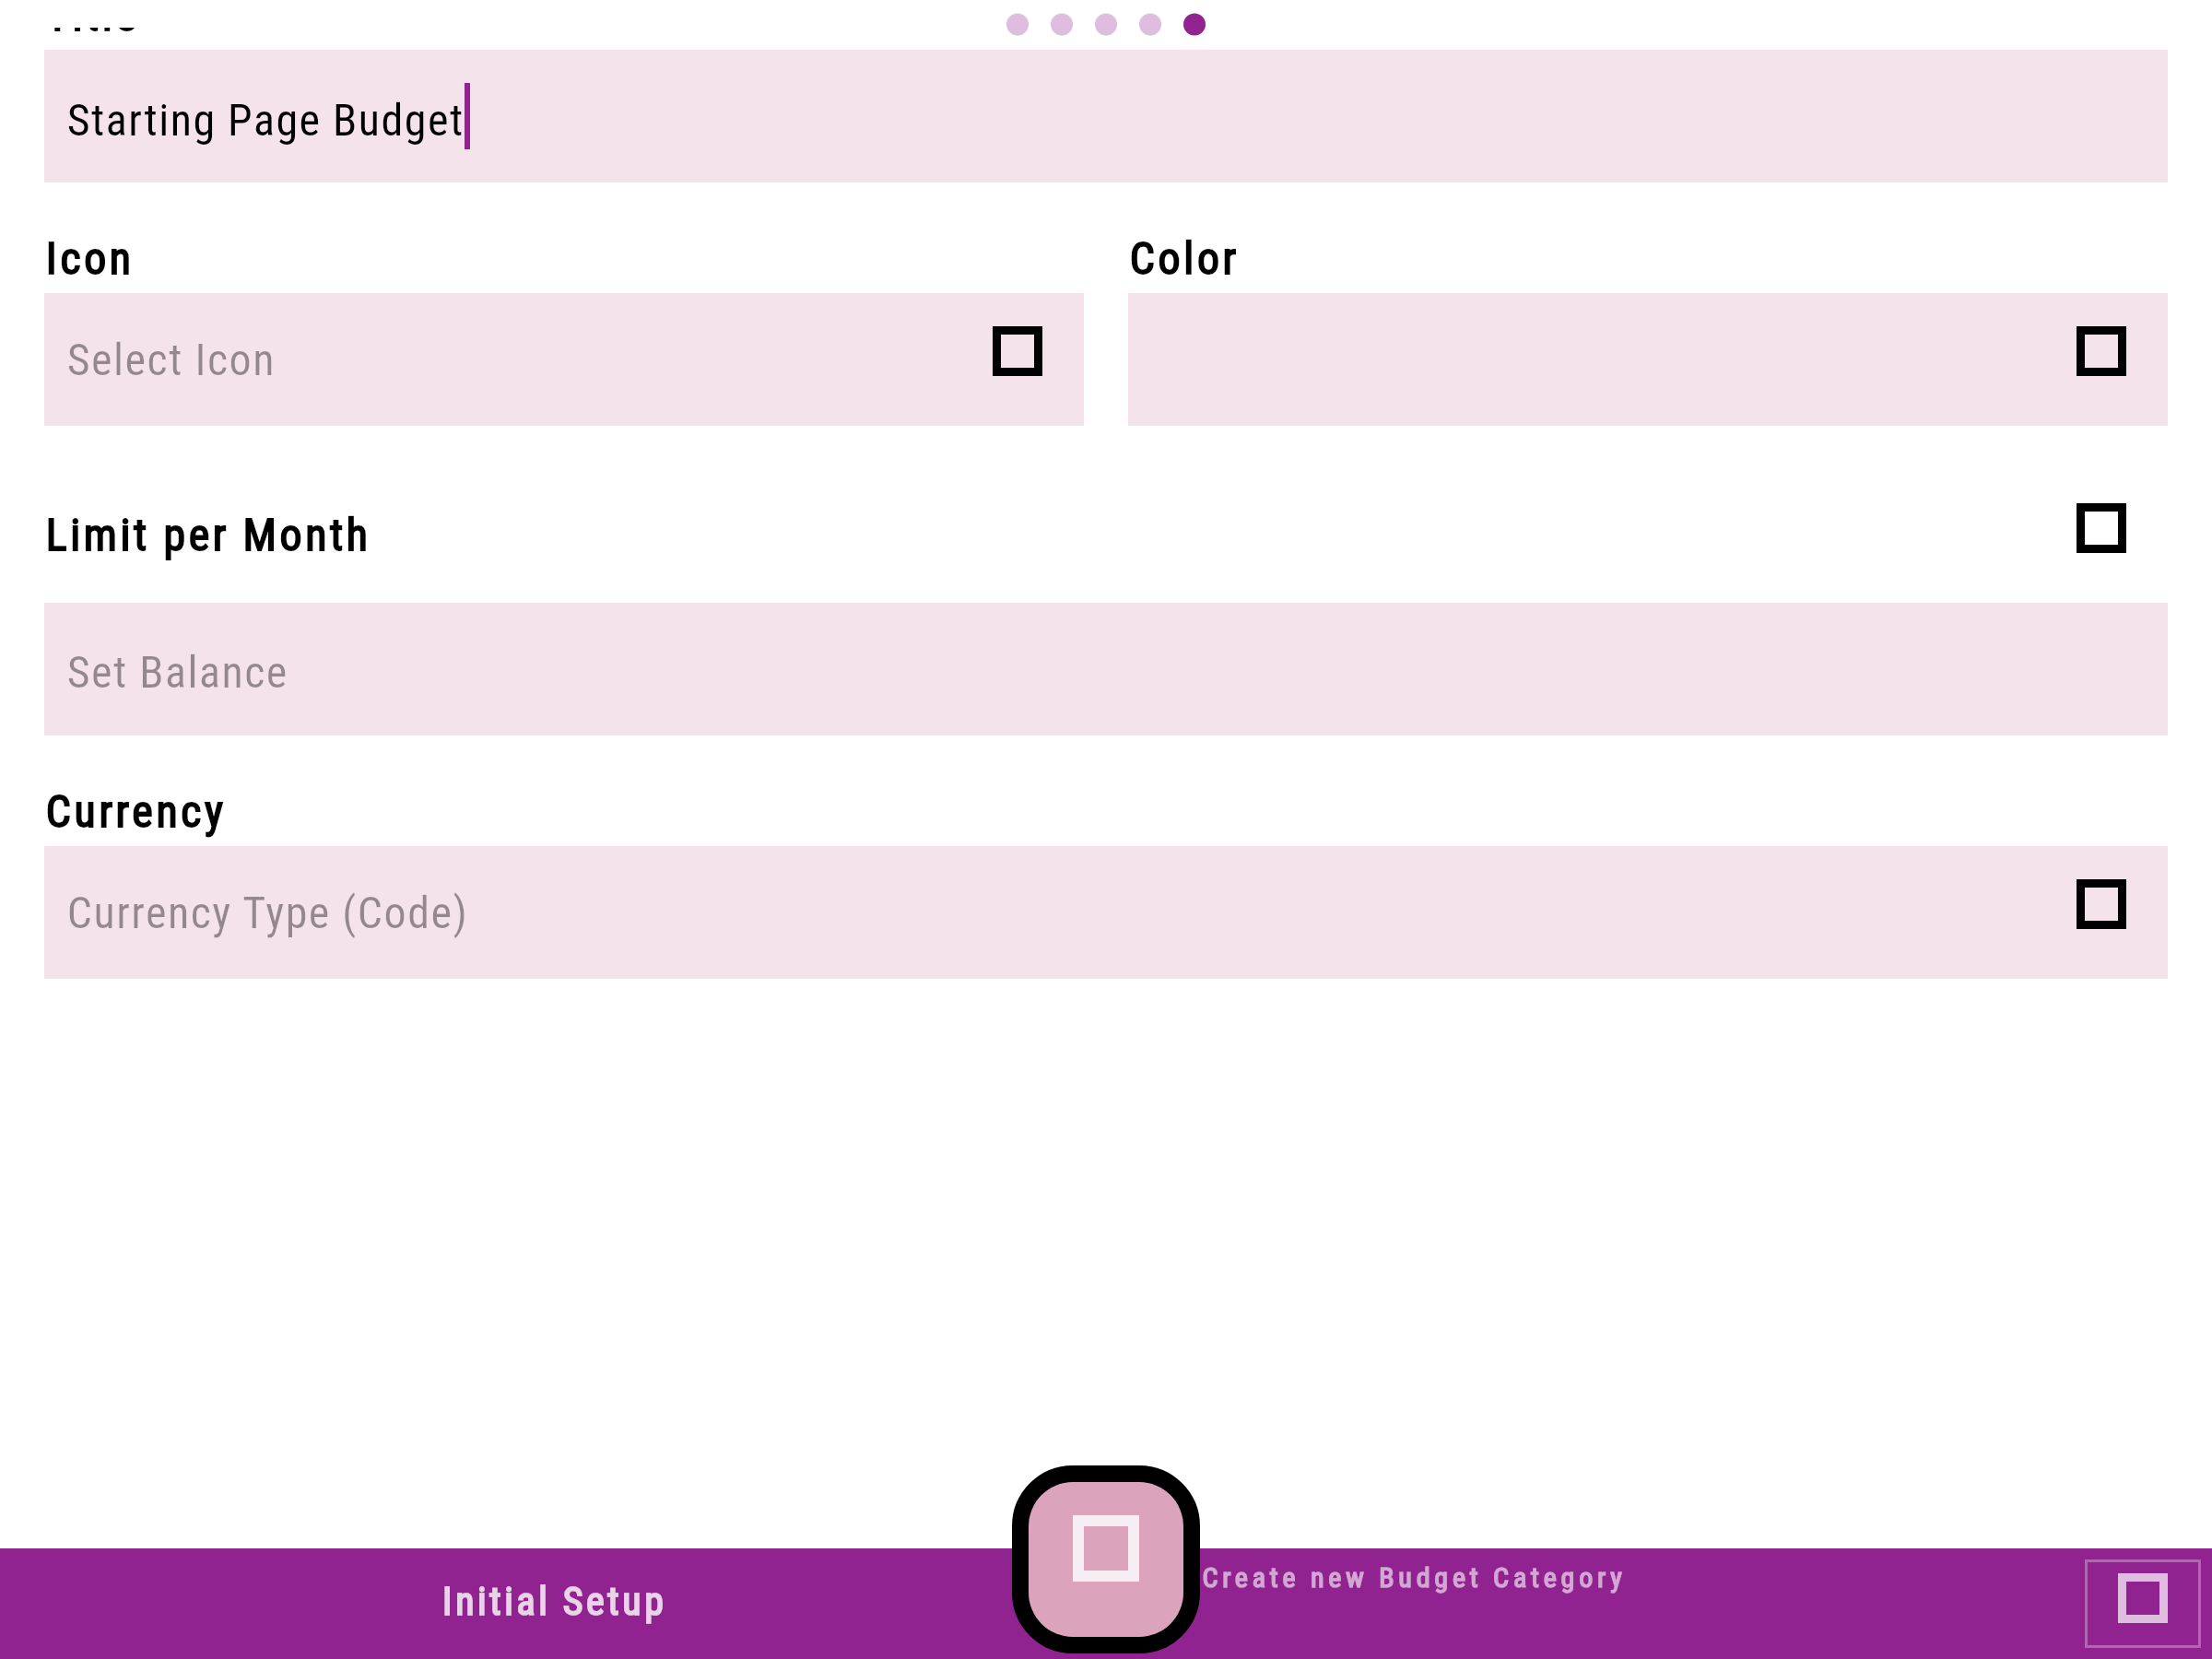 Starting Page Budget
Icon
Color
Select Icon
Limit per Month
Set Balance
Currency
Currency Type (Code)
Initial Setup
Create new Budget Category